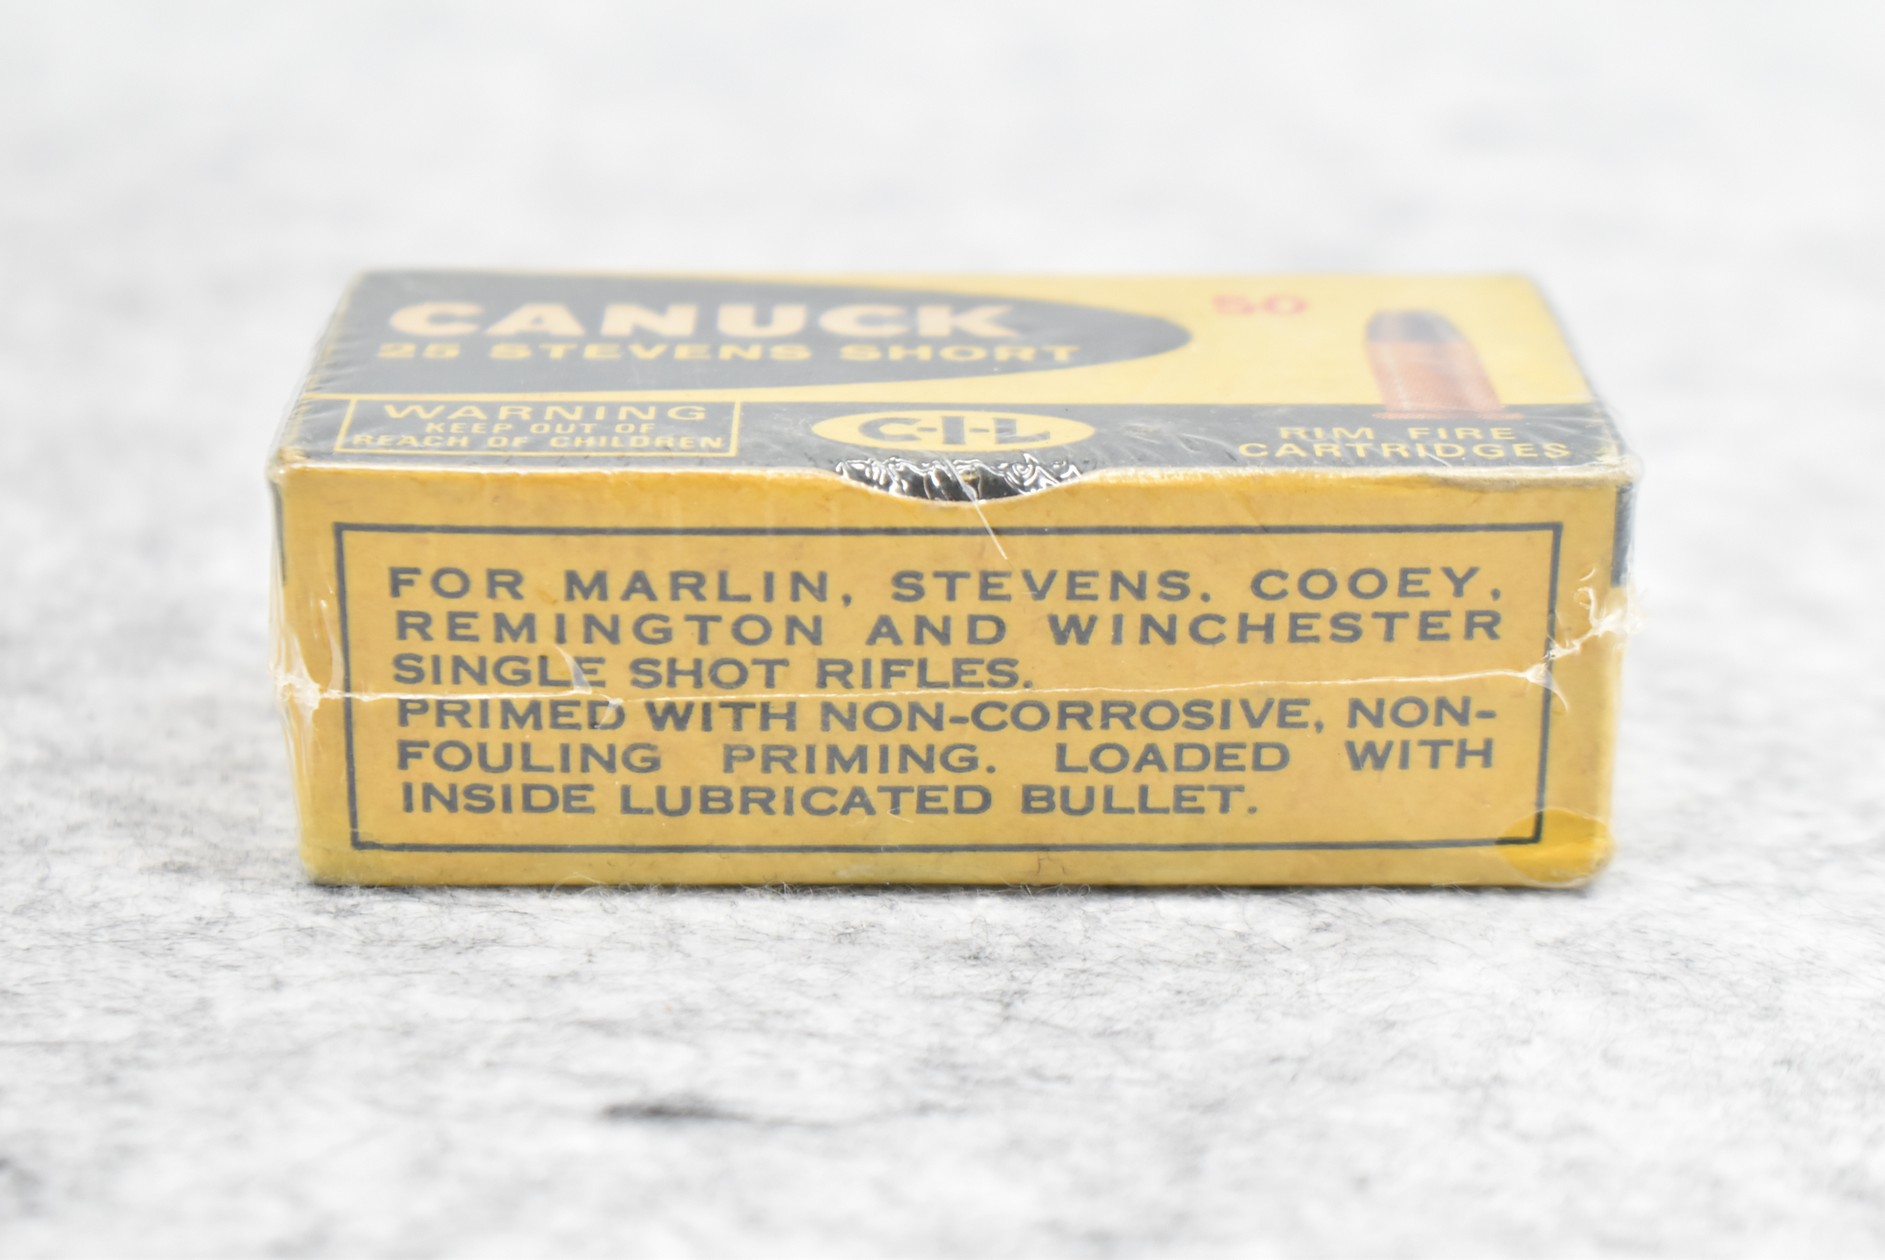 CANUCK
50
25 STEVENS SHORT
WARNING
KEEP OUT OF
REACH OF CHILDREN
C-I-L
RIM FIRE
CARTRIDGES
FOR MARLIN, STEVENS, COOEY,
REMINGTON AND WINCHESTER
SINGLE SHOT RIFLES.
PRIMED WITH NON-CORROSIVE, NON-
FOULING PRIMING. LOADED WITH
INSIDE LUBRICATED BULLET.